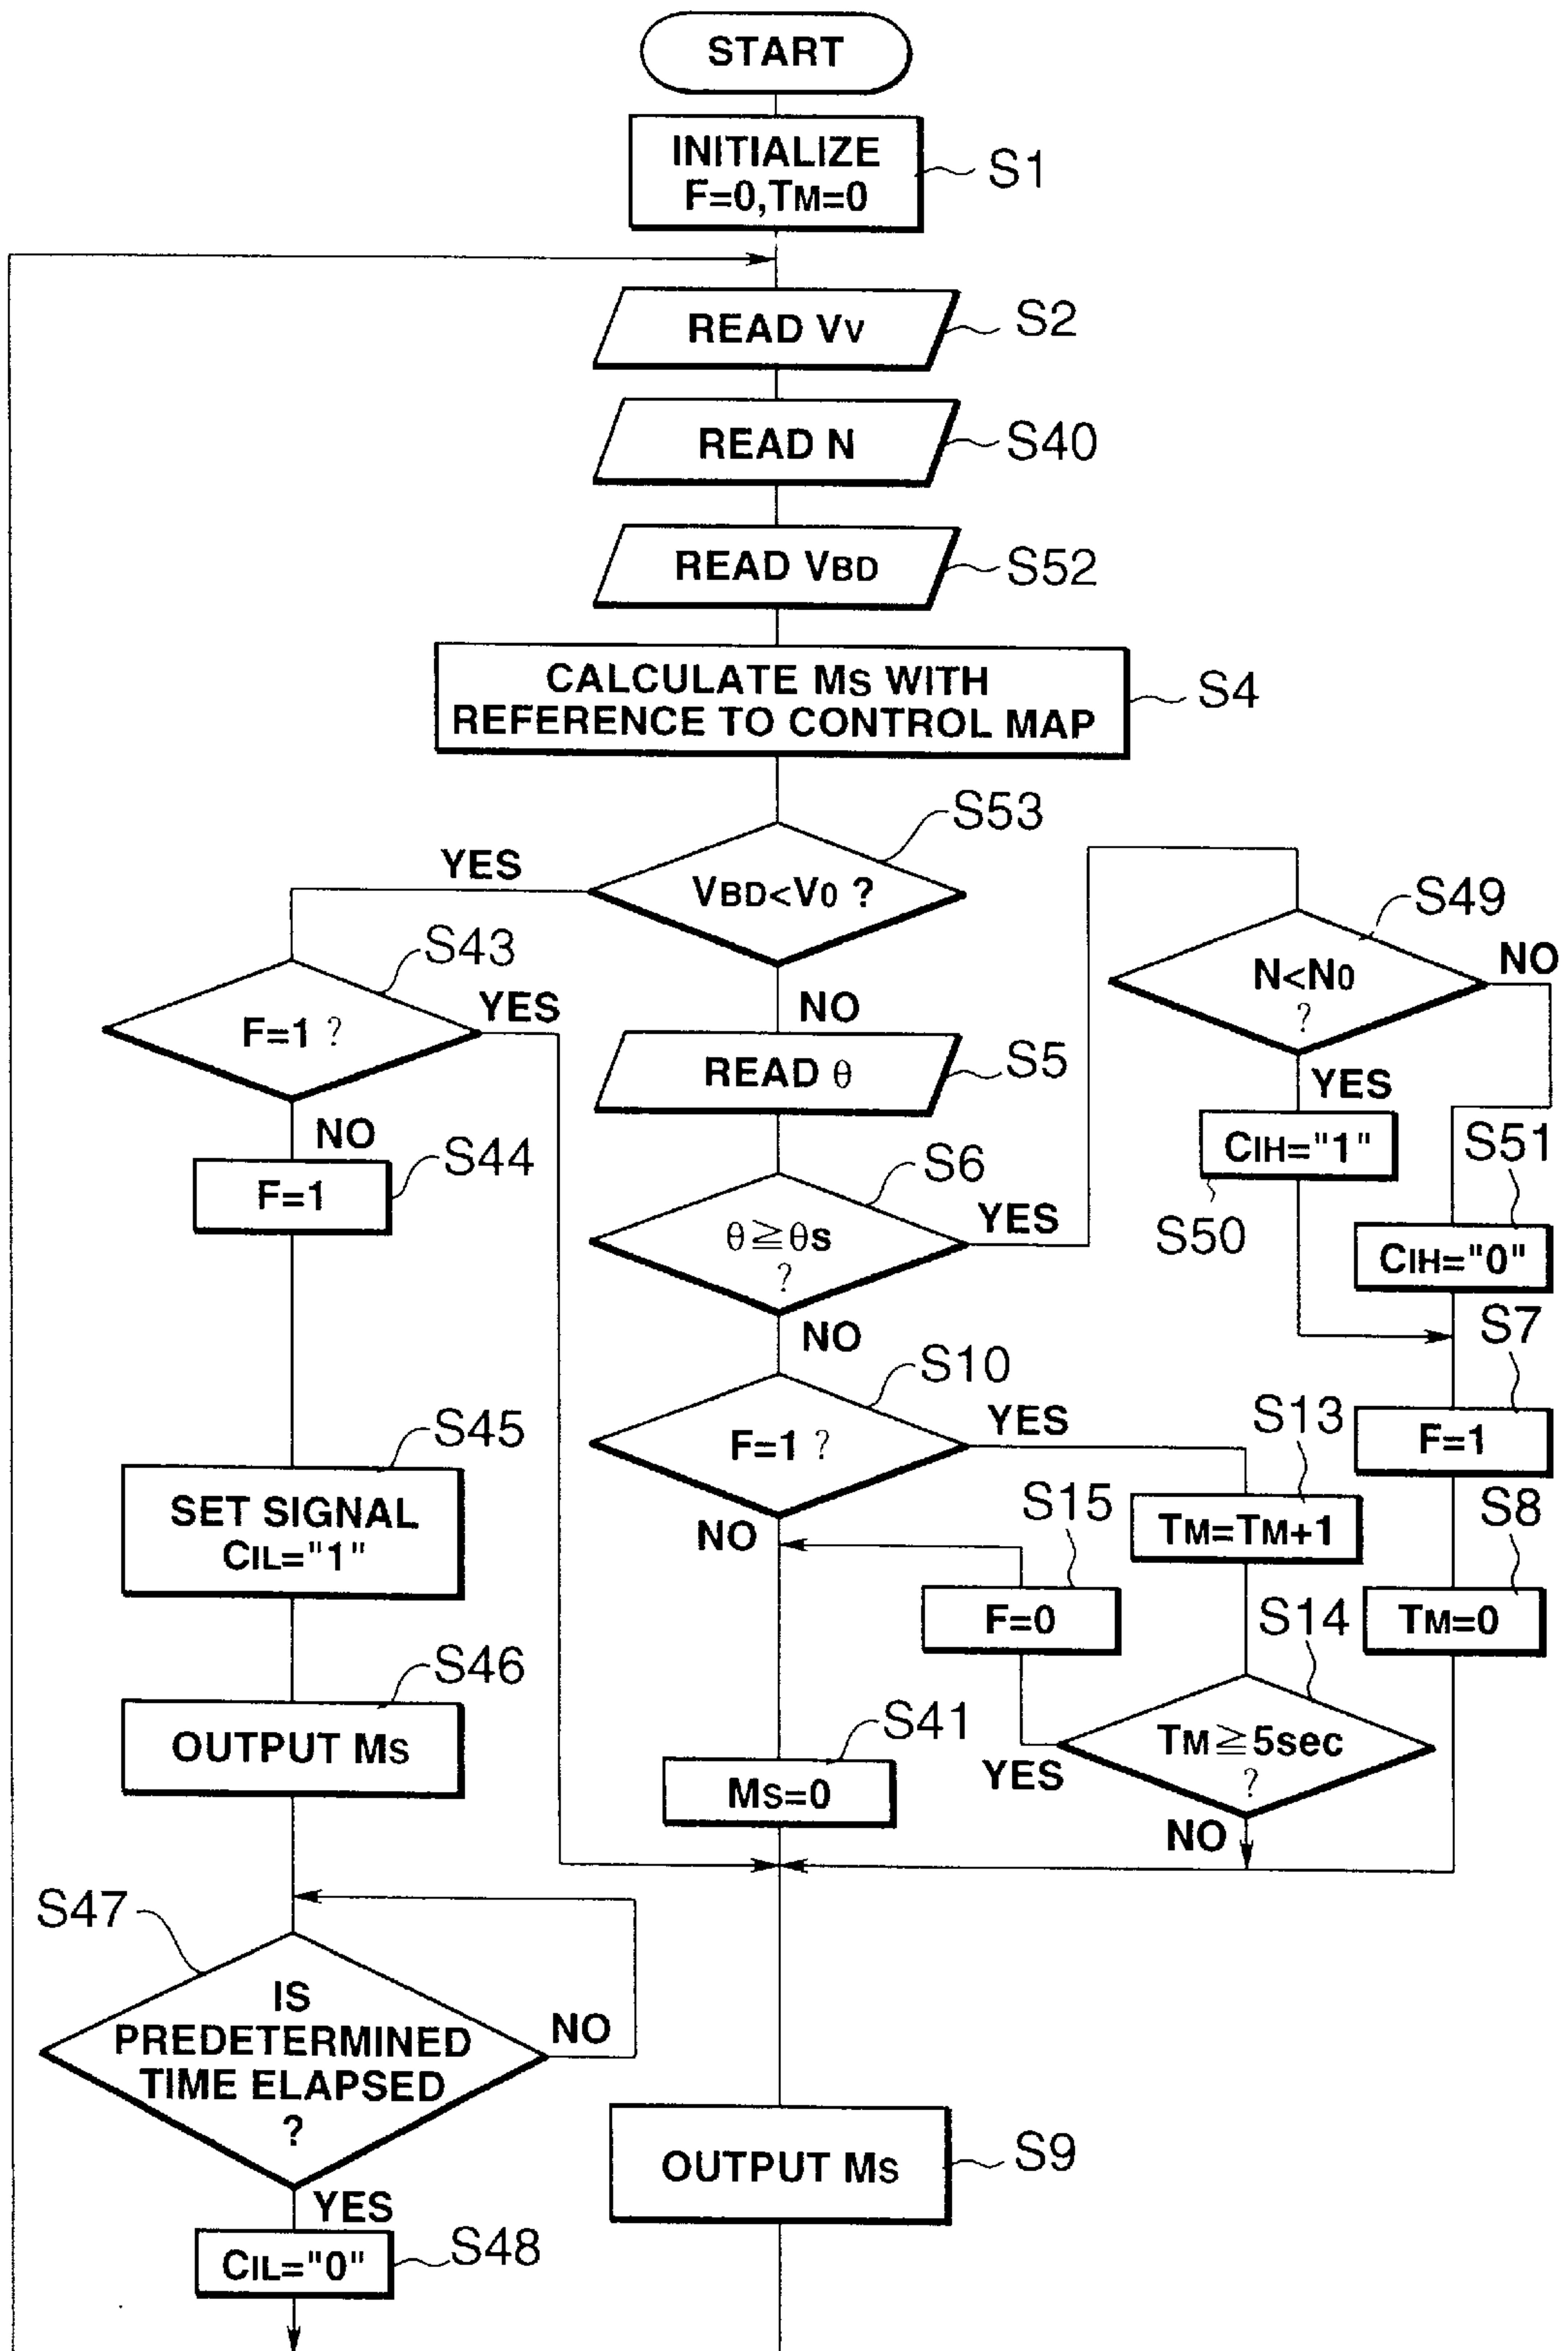 START
INITIALIZE
F=0,TM=0
S1
READ VV
S2
READ N
S40
READ VBD
S52
CALCULATE MS WITH
REFERENCE TO CONTROL MAP
S4
S53
YES
VBD<V0 ?
NO
S43
F=1 ?
YES
NO
S49
N<N0
?
NO
YES
READ θ
S5
CIH="1"
S50
S51
CIH="0"
F=1
S44
S6
θ≧θs
?
YES
NO
S7
F=1
S10
F=1 ?
YES
NO
S13
TM=TM+1
S8
TM=0
S15
F=0
S14
TM≧5sec
?
YES
NO
S45
SET SIGNAL
CIL="1"
S46
OUTPUT MS
S41
MS=0
S47
IS
PREDETERMINED
TIME ELAPSED
?
NO
YES
OUTPUT MS
S9
CIL="0"
S48